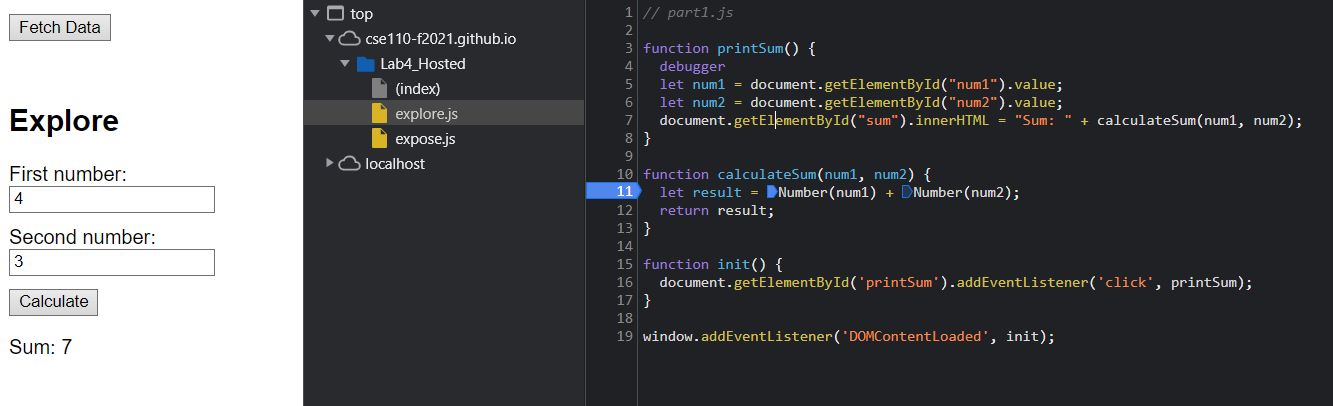 Fetch Data
Explore
First number:
4
Second number:
3
Calculate
Sum: 7
top
cse110-f2021.github.io
Lab4_Hosted
(index)
explore.js
expose.js
localhost
1 // part1.js
2
3 function printSum() {
4   debugger
5   let num1 = document.getElementById("num1").value;
6   let num2 = document.getElementById("num2").value;
7   document.getElementById("sum").innerHTML = "Sum: " + calculateSum(num1, num2);
8 }
9
10 function calculateSum(num1, num2) {
11   let result = Number(num1) + Number(num2);
12   return result;
13 }
14
15 function init() {
16   document.getElementById('printSum').addEventListener('click', printSum);
17 }
18
19 window.addEventListener('DOMContentLoaded', init);